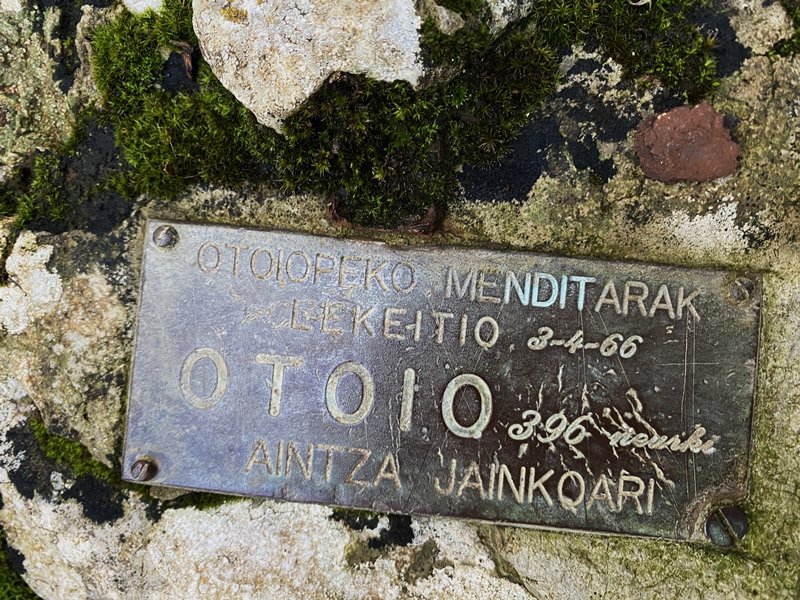 OTOIOPEKO MENDITARAK
LEKEITIO 3-4-66
OTOIO 396 neurki
AINTZA JAINKOARI